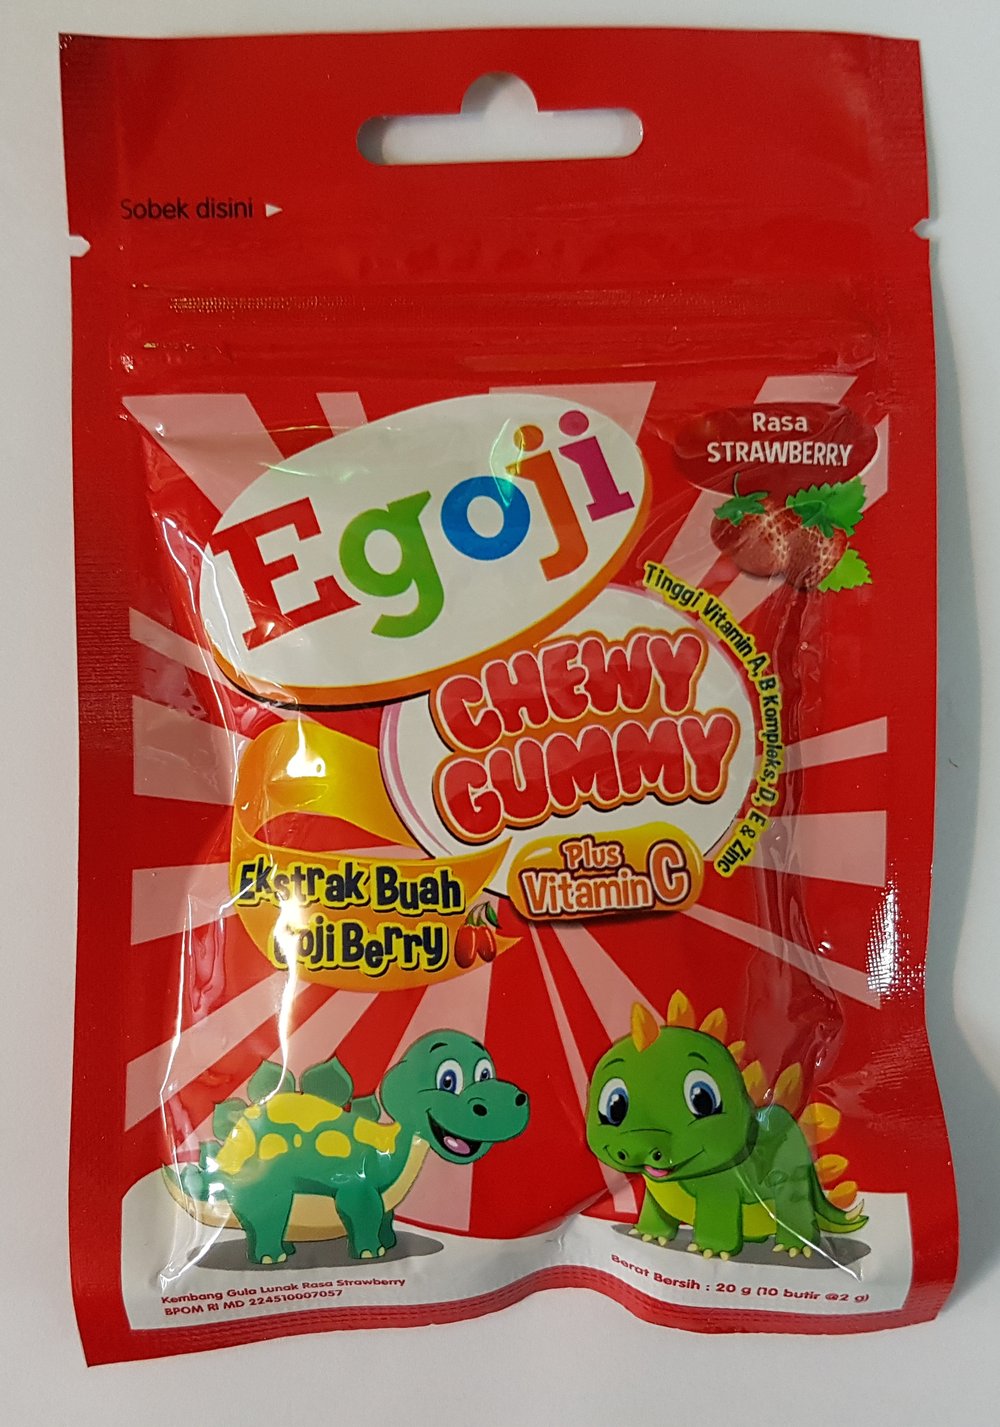 Sobek disini
Egoji
Rasa
STRAWBERRY
Tinggi Vitamin A, B Kompleks, D, E & Zinc
CHEWY
GUMMY
Plus
Vitamin C
Ekstrak Buah
Goji Berry
Kembang Gula Lunak Rasa Strawberry
BPOM RI MD 224510007057
Berat Bersih : 20 g (10 butir @2 g)